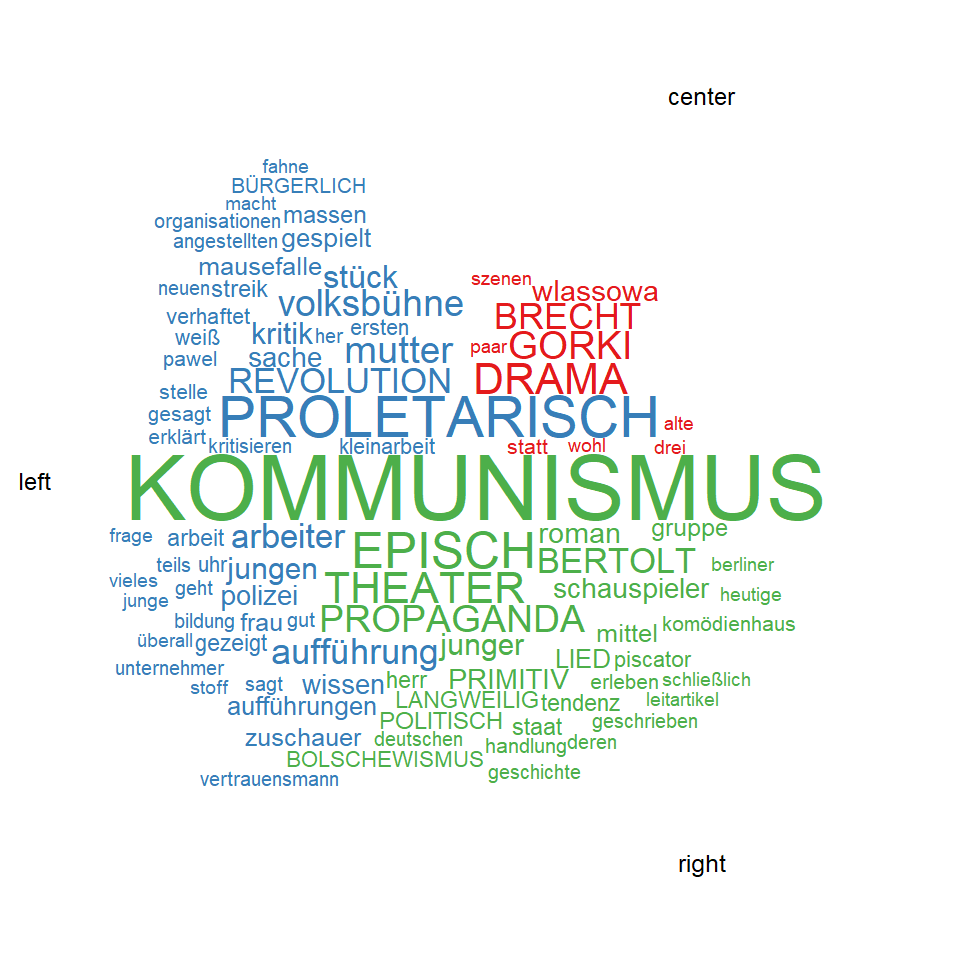 center
fahne
BÜRGERLICH
macht
organisationen massen
angestellten gespielt
mausefalle stück szenen
neuen streik volksbühne wlassowa
verhaftet kritik her ersten BRECHT
weiß sache mutter paar GORKI
pawel REVOLUTION DRAMA
stelle
gesagt PROLETARISCH alte
erklärt kritisieren kleinarbeit statt wohl drei
left KOMMUNISMUS
frage arbeit arbeiter EPISCH roman gruppe
teils uhr jungen BERTOLT berliner
vieles geht polizei THEATER schauspieler heutige
junge
bildung frau gut PROPAGANDA mittel komödienhaus
überall gezeigt aufführung junger LIED piscator
unternehmer
stoff sagt wissen herr PRIMITIV erleben schließlich
aufführungen LANGWEILIG tendenz leitartikel
POLITISCH staat geschrieben
zuschauer deutschen handlung deren
BOLSCHEWISMUS
vertrauensmann geschichte
right